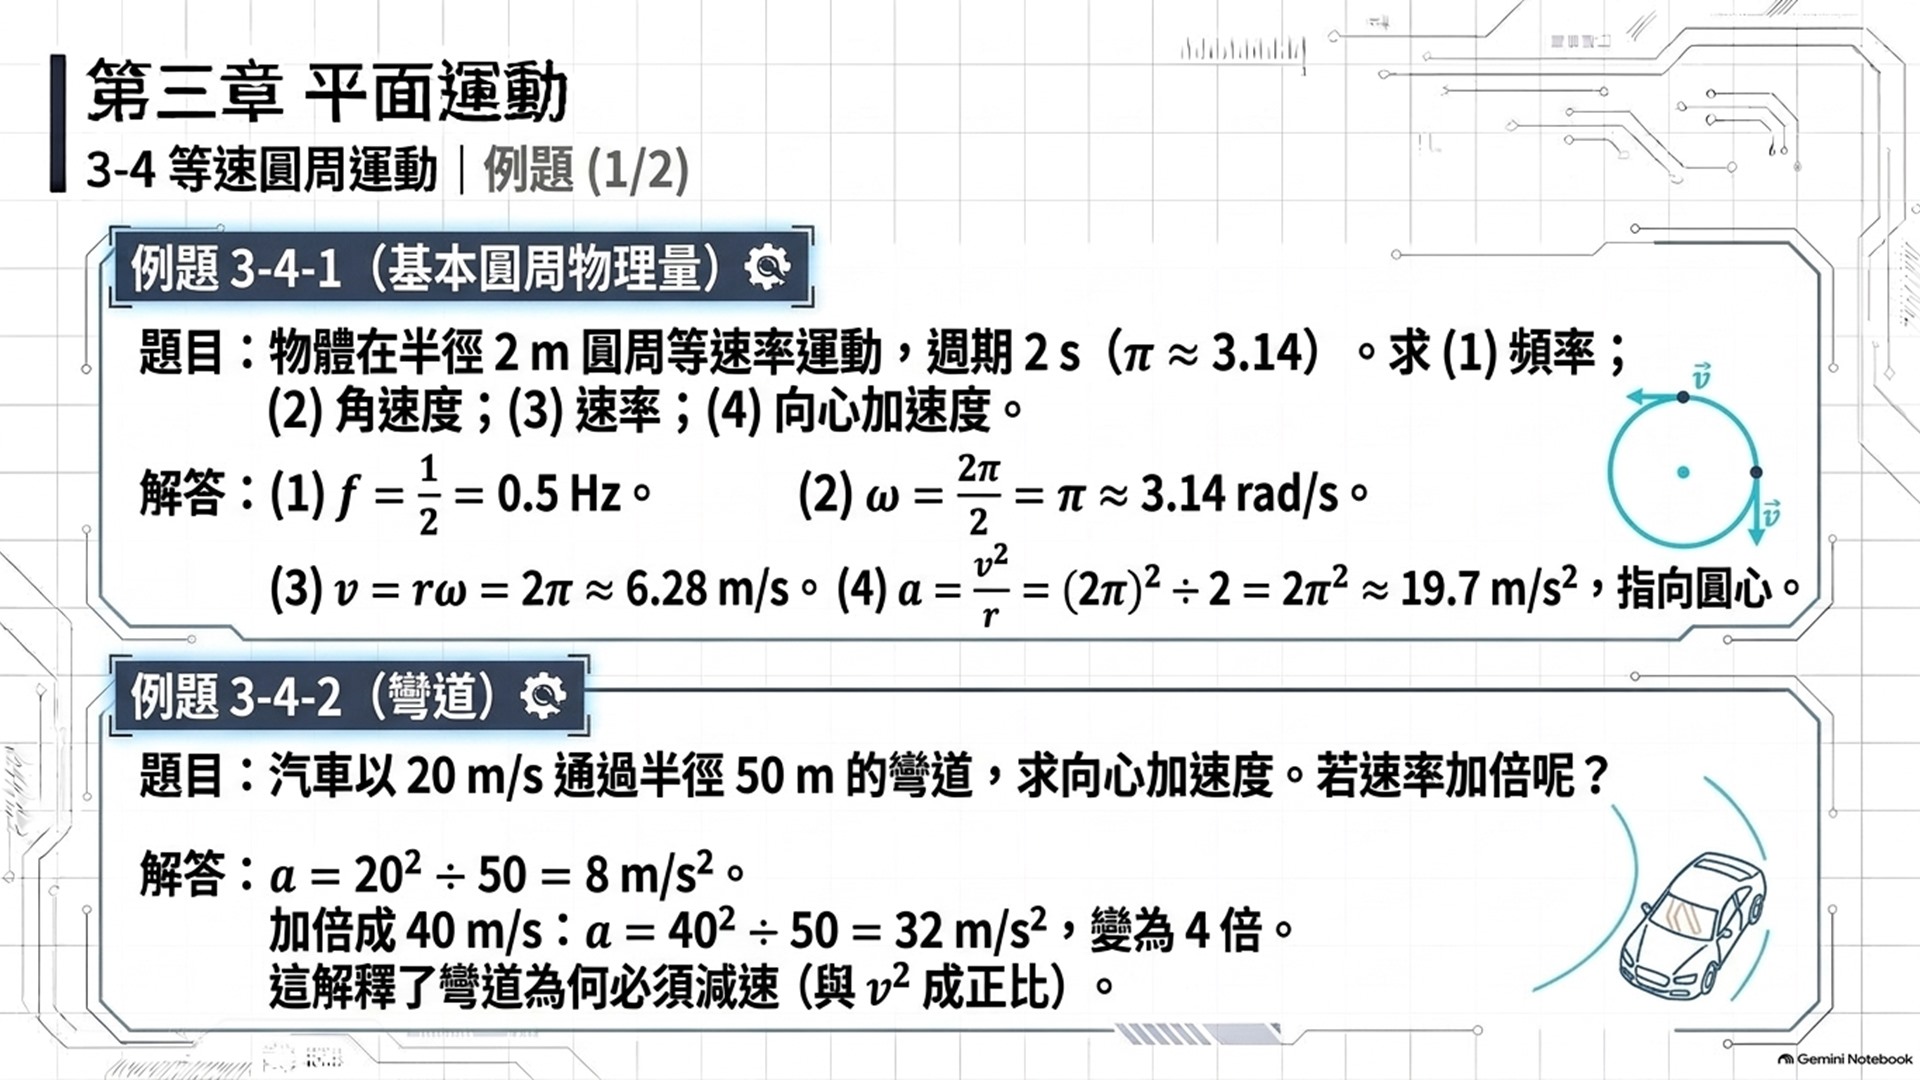 第三章 平面運動
3-4 等速圓周運動｜例題 (1/2)
例題 3-4-1（基本圓周物理量）
題目：物體在半徑 2 m 圓周等速率運動，週期 2 s（π ≈ 3.14）。求 (1) 頻率；
(2) 角速度；(3) 速率；(4) 向心加速度。
解答：(1) f = 1/2 = 0.5 Hz。 (2) ω = 2π/2 = π ≈ 3.14 rad/s。
(3) v = rω = 2π ≈ 6.28 m/s。 (4) a = v²/r = (2π)² ÷ 2 = 2π² ≈ 19.7 m/s²，指向圓心。
v⃗
v⃗
例題 3-4-2（彎道）
題目：汽車以 20 m/s 通過半徑 50 m 的彎道，求向心加速度。若速率加倍呢？
解答：a = 20² ÷ 50 = 8 m/s²。
加倍成 40 m/s：a = 40² ÷ 50 = 32 m/s²，變為 4 倍。
這解釋了彎道為何必須減速（與 v² 成正比）。
Gemini Notebook